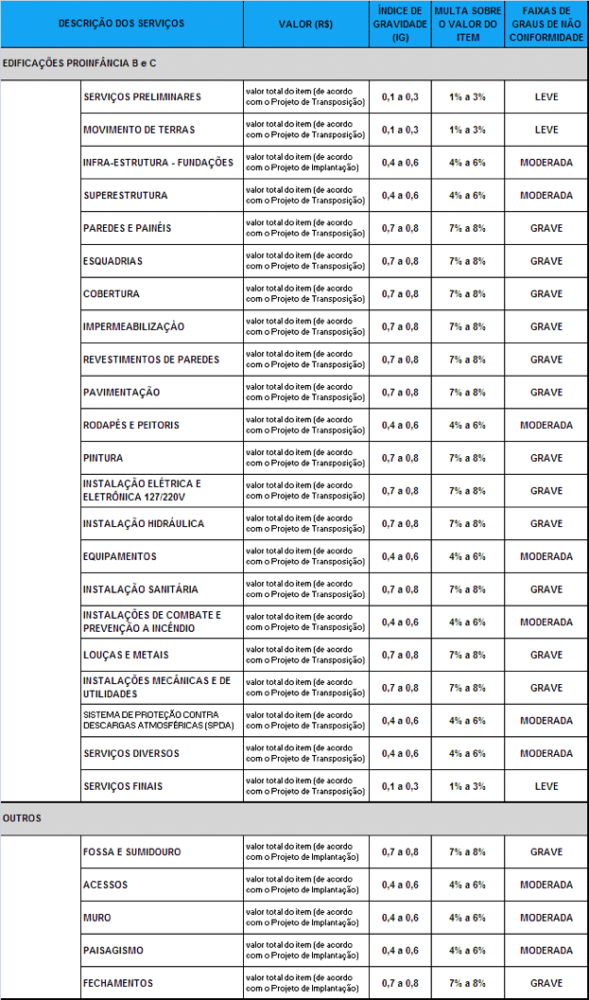 DESCRIÇÃO DOS SERVIÇOS VALOR (R$) ÍNDICE DE GRAVIDADE (IG) MULTA SOBRE O VALOR DO ITEM FAIXAS DE GRAUS DE NÃO CONFORMIDADE
EDIFICAÇÕES PROINFÂNCIA B e C
SERVIÇOS PRELIMINARES valor total do item (de acordo com o Projeto de Transposição) 0,1 a 0,3 1% a 3% LEVE
MOVIMENTO DE TERRAS valor total do item (de acordo com o Projeto de Transposição) 0,1 a 0,3 1% a 3% LEVE
INFRA-ESTRUTURA - FUNDAÇÕES valor total do item (de acordo com o Projeto de Implantação) 0,4 a 0,6 4% a 6% MODERADA
SUPERESTRUTURA valor total do item (de acordo com o Projeto de Transposição) 0,4 a 0,6 4% a 6% MODERADA
PAREDES E PAINÉIS valor total do item (de acordo com o Projeto de Transposição) 0,7 a 0,8 7% a 8% GRAVE
ESQUADRIAS valor total do item (de acordo com o Projeto de Transposição) 0,7 a 0,8 7% a 8% GRAVE
COBERTURA valor total do item (de acordo com o Projeto de Transposição) 0,7 a 0,8 7% a 8% GRAVE
IMPERMEABILIZAÇÃO valor total do item (de acordo com o Projeto de Transposição) 0,7 a 0,8 7% a 8% GRAVE
REVESTIMENTOS DE PAREDES valor total do item (de acordo com o Projeto de Transposição) 0,7 a 0,8 7% a 8% GRAVE
PAVIMENTAÇÃO valor total do item (de acordo com o Projeto de Transposição) 0,7 a 0,8 7% a 8% GRAVE
RODAPÉS E PEITORIS valor total do item (de acordo com o Projeto de Transposição) 0,4 a 0,6 4% a 6% MODERADA
PINTURA valor total do item (de acordo com o Projeto de Transposição) 0,7 a 0,8 7% a 8% GRAVE
INSTALAÇÃO ELÉTRICA E ELETRÔNICA 127/220V valor total do item (de acordo com o Projeto de Transposição) 0,7 a 0,8 7% a 8% GRAVE
INSTALAÇÃO HIDRÁULICA valor total do item (de acordo com o Projeto de Transposição) 0,7 a 0,8 7% a 8% GRAVE
EQUIPAMENTOS valor total do item (de acordo com o Projeto de Transposição) 0,4 a 0,6 4% a 6% MODERADA
INSTALAÇÃO SANITÁRIA valor total do item (de acordo com o Projeto de Transposição) 0,7 a 0,8 7% a 8% GRAVE
INSTALAÇÕES DE COMBATE E PREVENÇÃO A INCÊNDIO valor total do item (de acordo com o Projeto de Transposição) 0,4 a 0,6 4% a 6% MODERADA
LOUÇAS E METAIS valor total do item (de acordo com o Projeto de Transposição) 0,7 a 0,8 7% a 8% GRAVE
INSTALAÇÕES MECÂNICAS E DE UTILIDADES valor total do item (de acordo com o Projeto de Transposição) 0,7 a 0,8 7% a 8% GRAVE
SISTEMA DE PROTEÇÃO CONTRA DESCARGAS ATMOSFÉRICAS (SPDA) valor total do item (de acordo com o Projeto de Transposição) 0,4 a 0,6 4% a 6% MODERADA
SERVIÇOS DIVERSOS valor total do item (de acordo com o Projeto de Transposição) 0,4 a 0,6 4% a 6% MODERADA
SERVIÇOS FINAIS valor total do item (de acordo com o Projeto de Transposição) 0,1 a 0,3 1% a 3% LEVE
OUTROS
FOSSA E SUMIDOURO valor total do item (de acordo com o Projeto de Implantação) 0,7 a 0,8 7% a 8% GRAVE
ACESSOS valor total do item (de acordo com o Projeto de Implantação) 0,4 a 0,6 4% a 6% MODERADA
MURO valor total do item (de acordo com o Projeto de Implantação) 0,4 a 0,6 4% a 6% MODERADA
PAISAGISMO valor total do item (de acordo com o Projeto de Implantação) 0,4 a 0,6 4% a 6% MODERADA
FECHAMENTOS valor total do item (de acordo com o Projeto de Implantação) 0,7 a 0,8 7% a 8% GRAVE